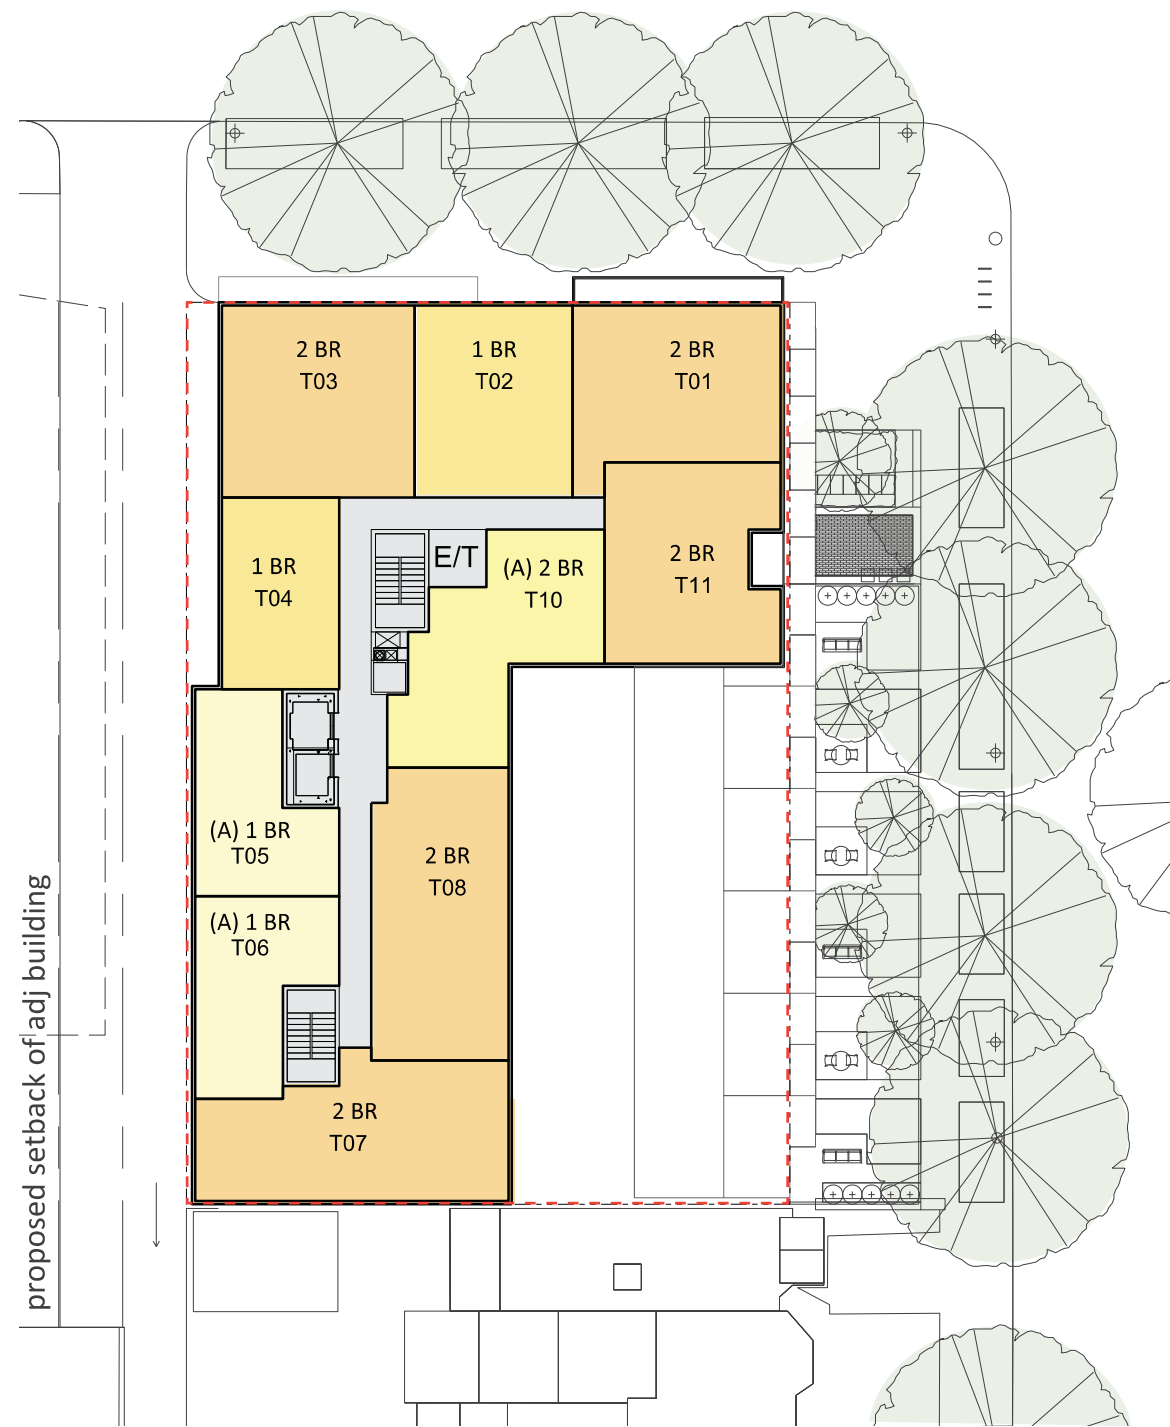 2 BR
T03
1 BR
T02
2 BR
T01
1 BR
T04
E/T
(A) 2 BR
T10
2 BR
T11
(A) 1 BR
T05
2 BR
T08
(A) 1 BR
T06
2 BR
T07
proposed setback of adj building